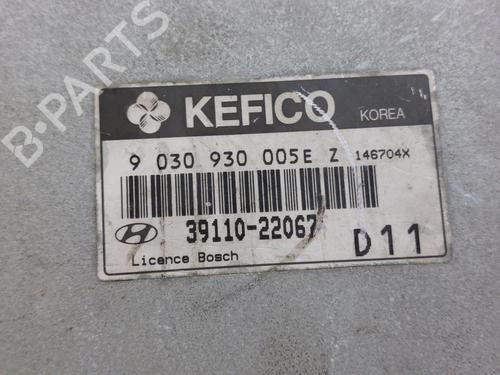 B-PARTS
KEFICO KOREA
9 030 930 005E Z 146704X
39110-22067
Licence Bosch D11